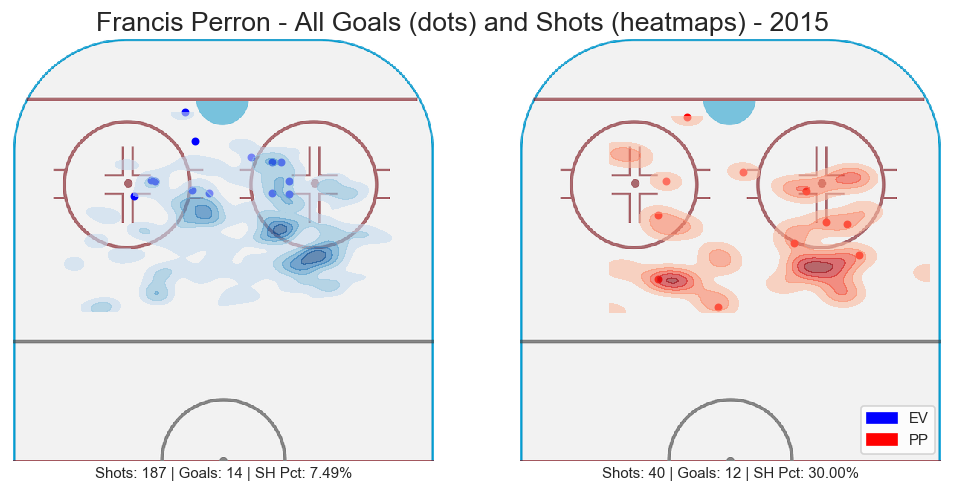 Francis Perron - All Goals (dots) and Shots (heatmaps) - 2015
EV
PP
Shots: 187 | Goals: 14 | SH Pct: 7.49%
Shots: 40 | Goals: 12 | SH Pct: 30.00%